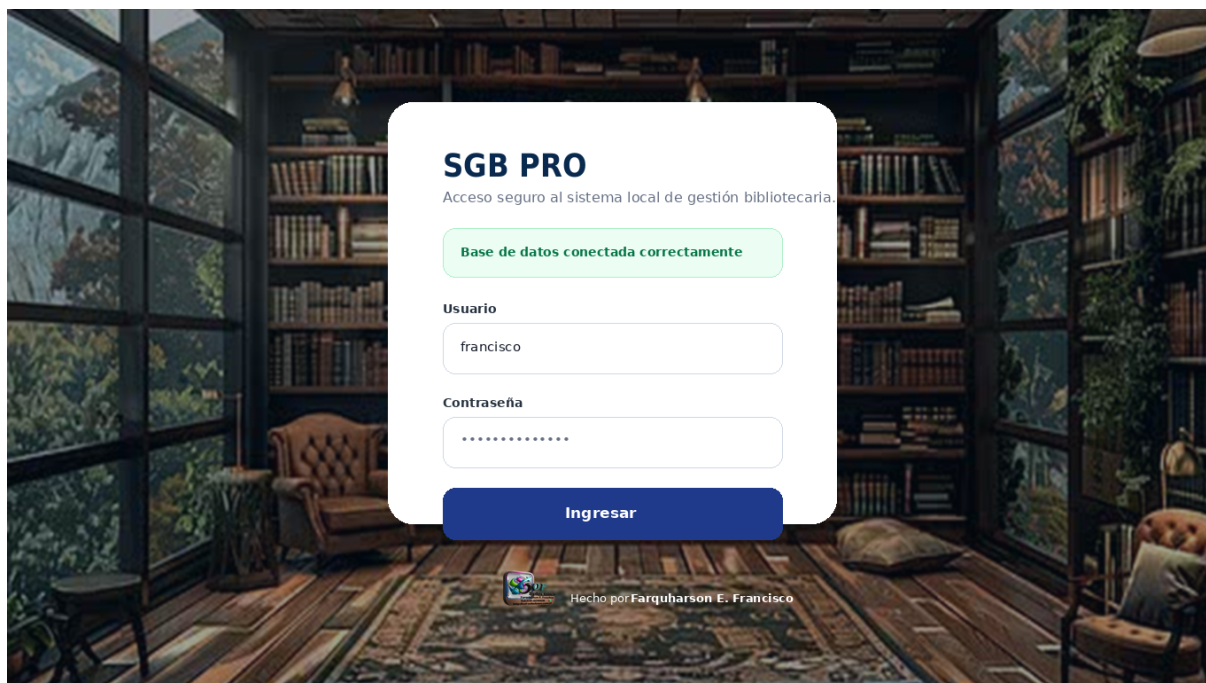 SGB PRO
Acceso seguro al sistema local de gestión bibliotecaria.
Base de datos conectada correctamente
Usuario
francisco
Contraseña
••••••••••••••
Ingresar
Hecho por Farquharson E. Francisco